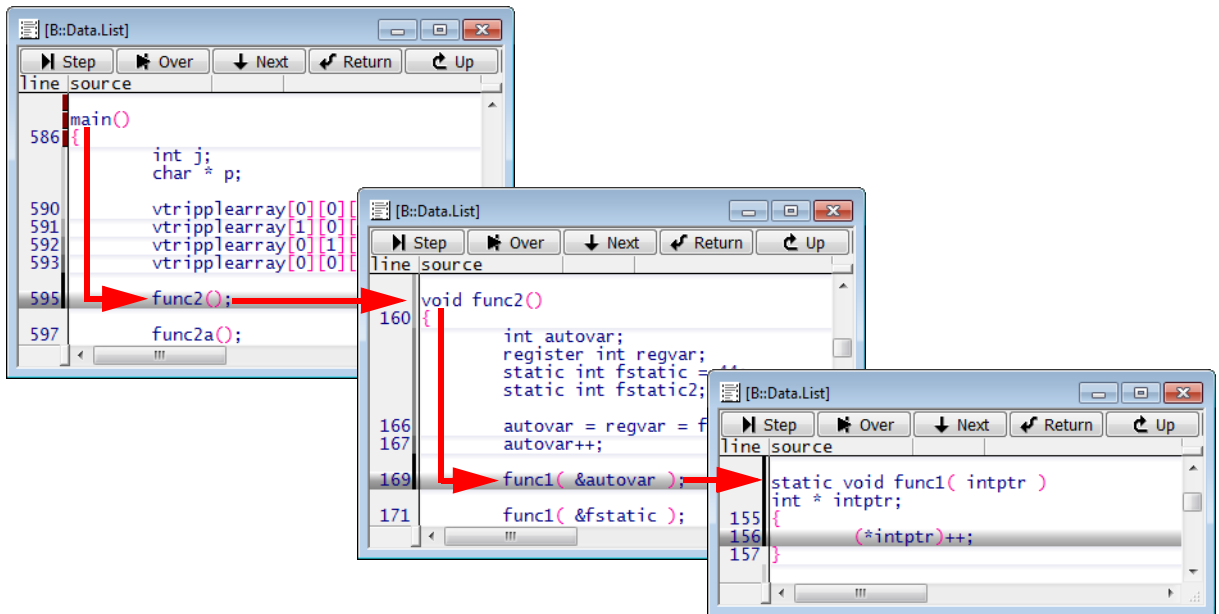 [B::Data.List]
Step Over Next Return Up
line source
main()
586 {
int j;
char * p;
590 vtripplearray[0][0][
591 vtripplearray[1][0][
592 vtripplearray[0][1][
593 vtripplearray[0][0][
595 func2();
597 func2a();
[B::Data.List]
Step Over Next Return Up
line source
void func2()
160 {
int autovar;
register int regvar;
static int fstatic =
static int fstatic2;
166 autovar = regvar = f
167 autovar++;
169 func1( &autovar );
171 func1( &fstatic );
[B::Data.List]
Step Over Next Return Up
line source
static void func1( intptr )
int * intptr;
155 {
156 (*intptr)++;
157 }